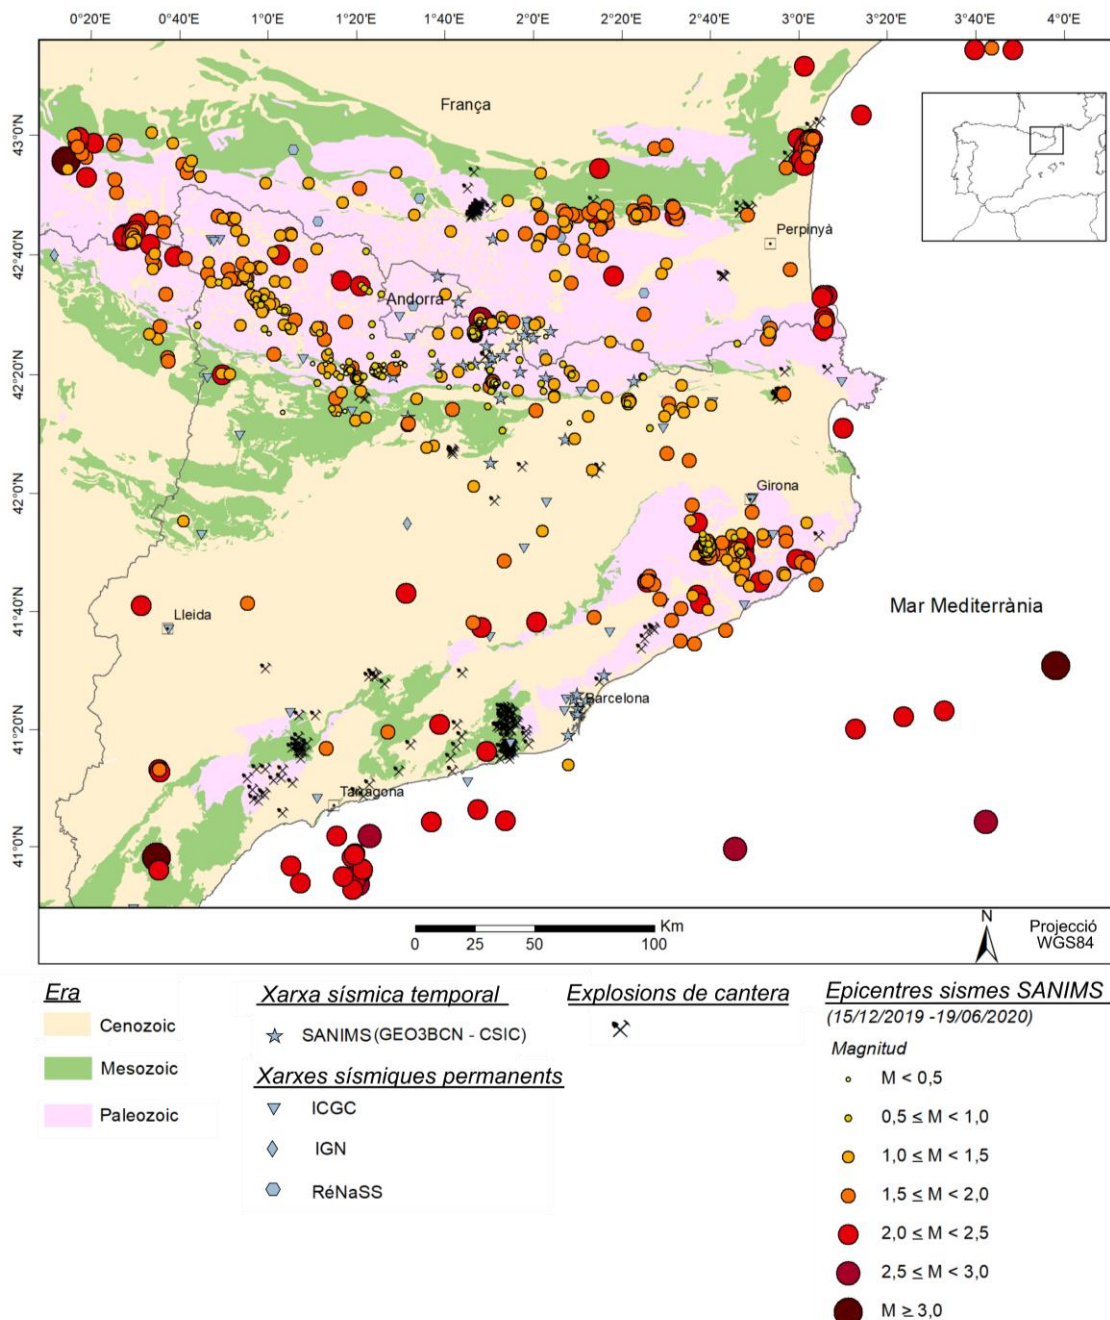 0°20'E 0°40'E 1°0'E 1°20'E 1°40'E 2°0'E 2°20'E 2°40'E 3°0'E 3°20'E 3°40'E 4°0'E
França
43°0'N
Perpinyà
42°40'N
Andorra
42°20'N
42°0'N
Girona
41°40'N
Lleida
Mar Mediterrània
Barcelona
41°20'N
Tarragona
41°0'N
Km
0 25 50 100
N
Projecció
WGS84
Era
Cenozoic
Mesozoic
Paleozoic
Xarxa sísmica temporal
SANIMS (GEO3BCN - CSIC)
Xarxes sísmiques permanents
ICGC
IGN
RéNaSS
Explosions de cantera
Epicentres sismes SANIMS
(15/12/2019 -19/06/2020)
Magnitud
M < 0,5
0,5 ≤ M < 1,0
1,0 ≤ M < 1,5
1,5 ≤ M < 2,0
2,0 ≤ M < 2,5
2,5 ≤ M < 3,0
M ≥ 3,0